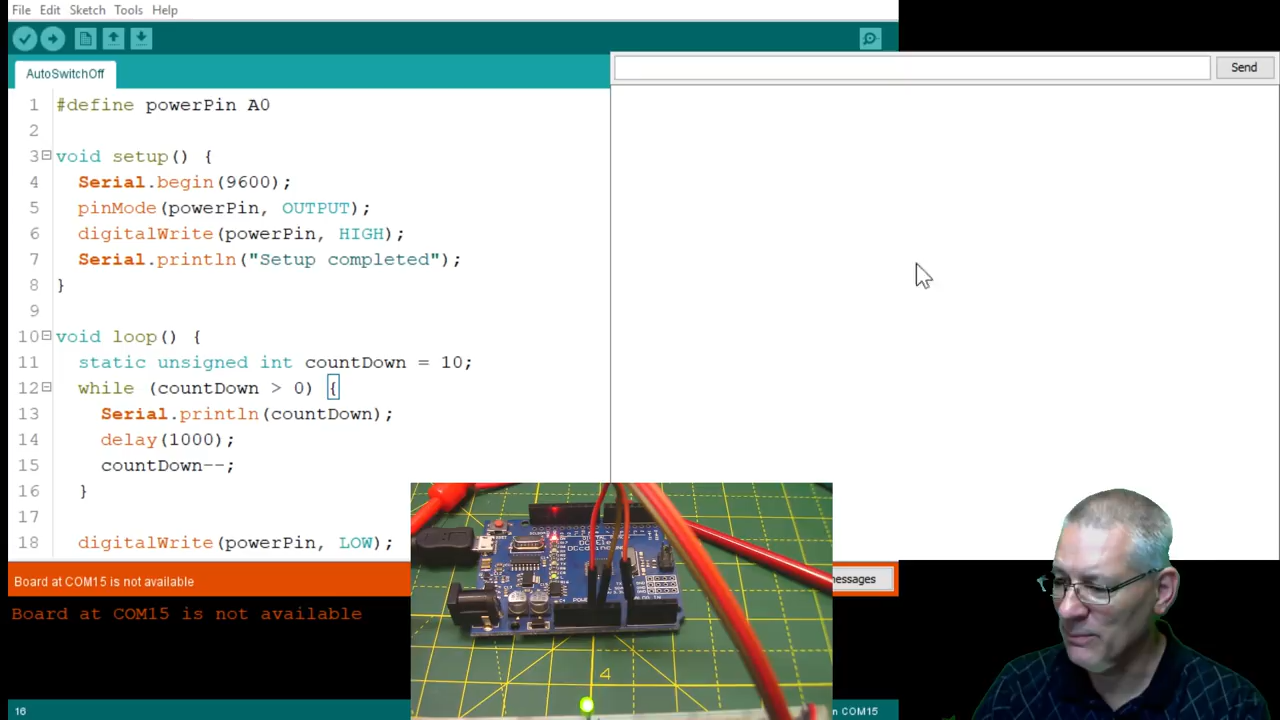 File Edit Sketch Tools Help
AutoSwitchOff
Send
1 #define powerPin A0
2
3 void setup() {
4 Serial.begin(9600);
5 pinMode(powerPin, OUTPUT);
6 digitalWrite(powerPin, HIGH);
7 Serial.println("Setup completed");
8 }
9
10 void loop() {
11 static unsigned int countDown = 10;
12 while (countDown > 0) {
13 Serial.println(countDown);
14 delay(1000);
15 countDown--;
16 }
17
18 digitalWrite(powerPin, LOW);
Board at COM15 is not available
messages
Board at COM15 is not available
POWE
4
16
n COM15